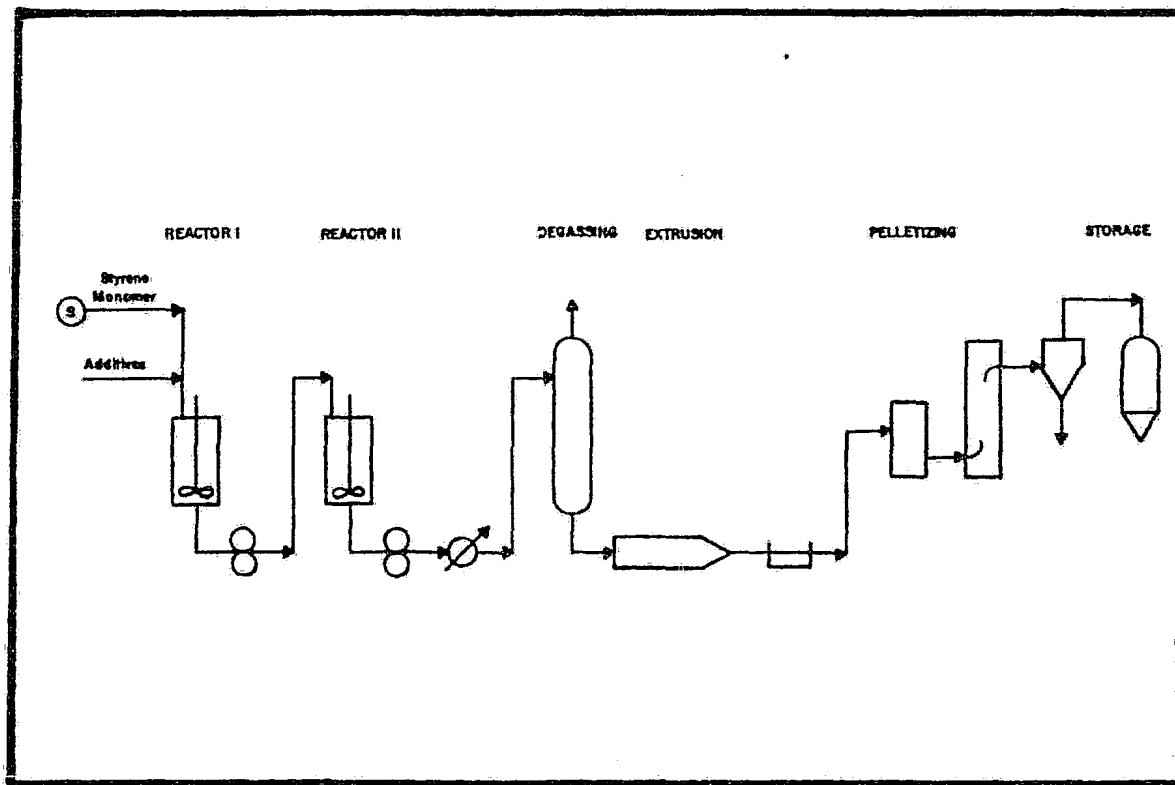 REACTOR I
REACTOR II
DEGASSING
EXTRUSION
PELLETIZING
STORAGE
Styrene
Monomer
S
Additives